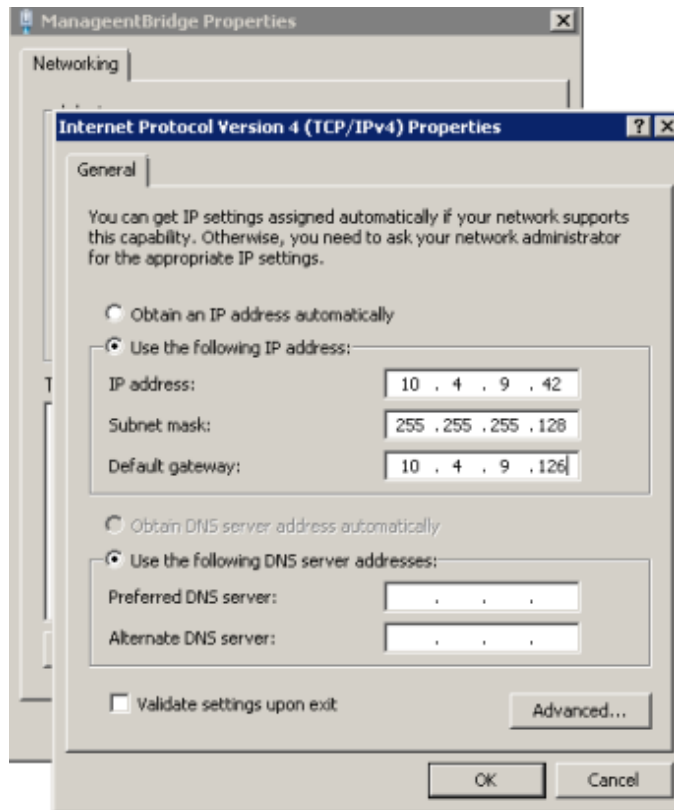 ManageentBridge Properties
Networking
Internet Protocol Version 4 (TCP/IPv4) Properties
General
You can get IP settings assigned automatically if your network supports
this capability. Otherwise, you need to ask your network administrator
for the appropriate IP settings.
Obtain an IP address automatically
Use the following IP address:
IP address: 10 . 4 . 9 . 42
Subnet mask: 255 . 255 . 255 . 128
Default gateway: 10 . 4 . 9 . 126
Obtain DNS server address automatically
Use the following DNS server addresses:
Preferred DNS server: . . .
Alternate DNS server: . . .
Validate settings upon exit
Advanced...
OK Cancel